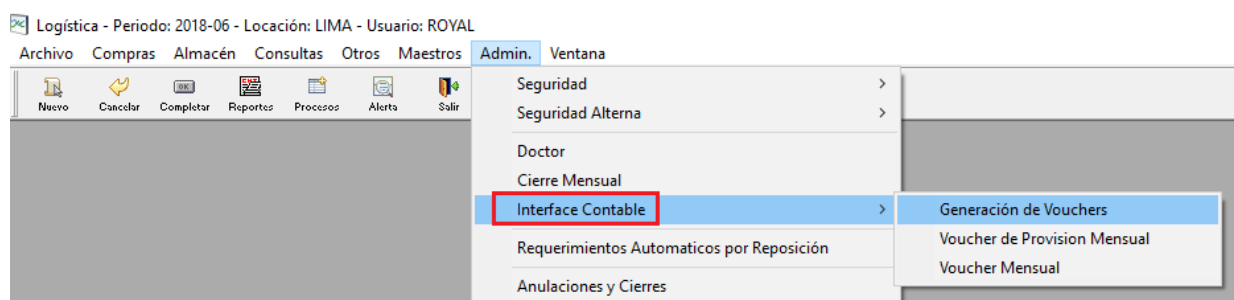 Logística - Periodo: 2018-06 - Locación: LIMA - Usuario: ROYAL
Archivo Compras Almacén Consultas Otros Maestros Admin. Ventana
Nuevo Cancelar Completar Reportes Procesos Alerta Salir
Seguridad
Seguridad Alterna
Doctor
Cierre Mensual
Interface Contable
Requerimientos Automaticos por Reposición
Anulaciones y Cierres
Generación de Vouchers
Voucher de Provision Mensual
Voucher Mensual